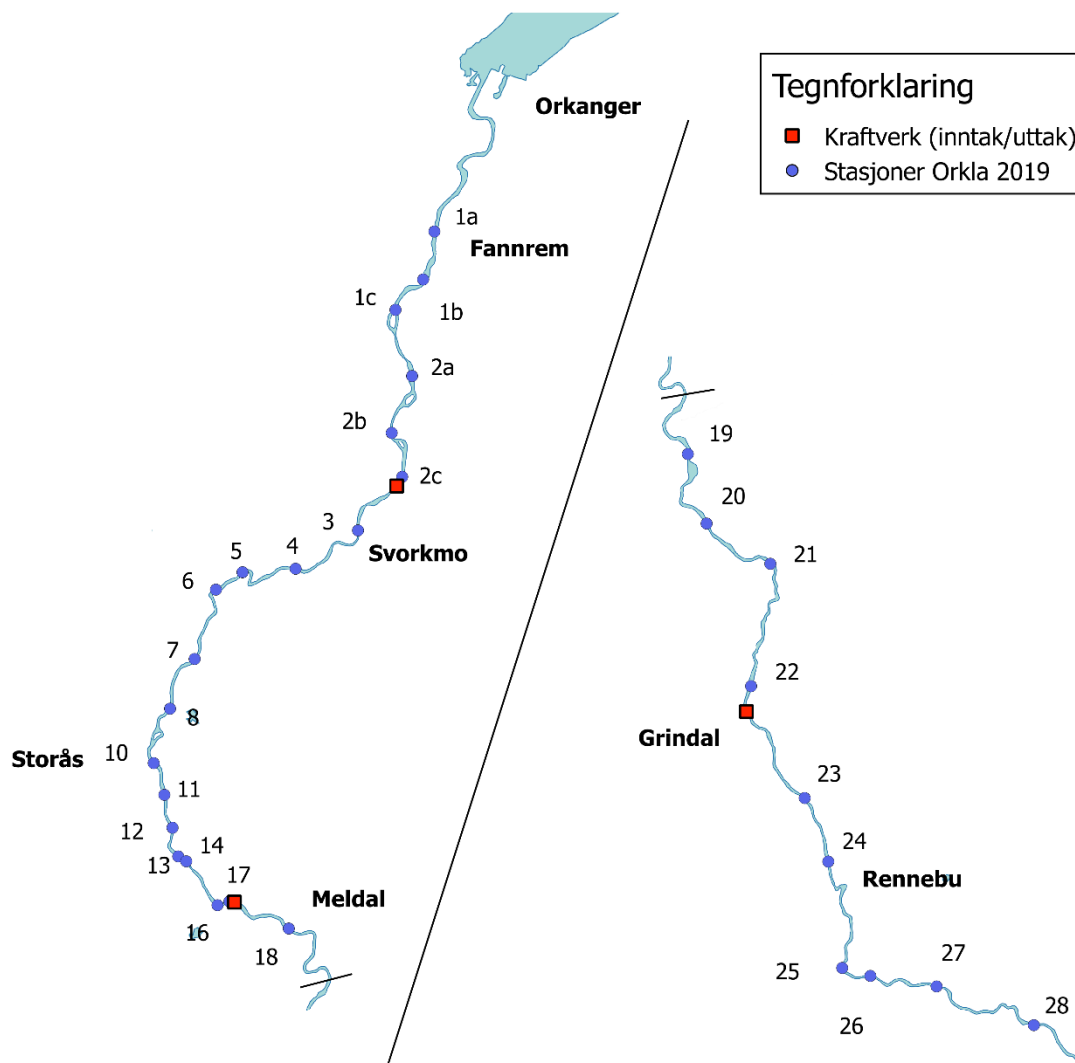 Orkanger
Tegnforklaring
Kraftverk (inntak/uttak)
Stasjoner Orkla 2019
1a
Fannrem
1c
1b
2a
2b
2c
3
Svorkmo
4
5
6
7
8
Storås
10
11
12
13
14
17
16
Meldal
18
19
20
21
22
Grindal
23
24
Rennebu
25
26
27
28